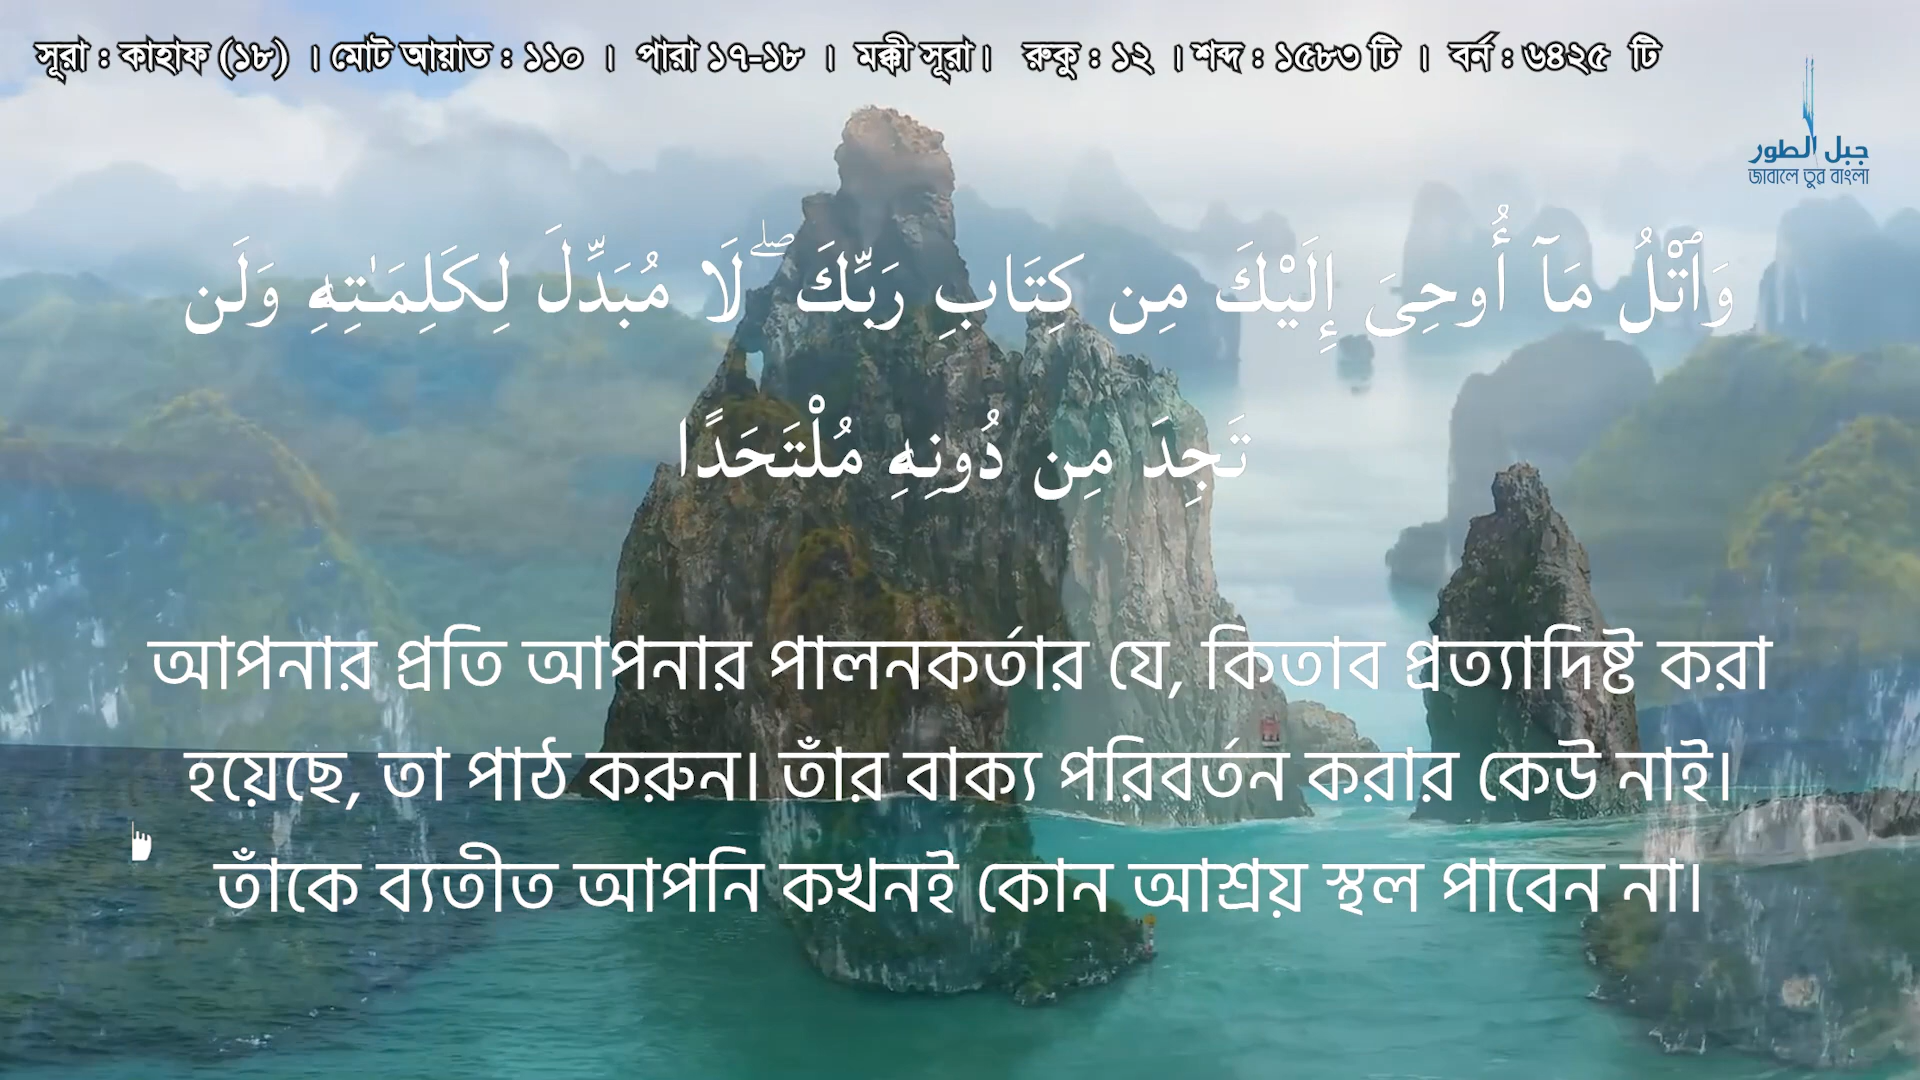 সূরা : কাহাফ (১৮) । মোট আয়াত : ১১০ । পারা ১৭-১৮ । মক্কী সূরা। রুকু : ১২ । শব্দ : ১৫৮৩ টি । বর্ন : ৬৪২৫ টি
جبل الطور
জাবালে তুর বাংলা
وَٱتْلُ مَآ أُوحِىَ إِلَيْكَ مِن كِتَابِ رَبِّكَ ۖ لَا مُبَدِّلَ لِكَلِمَـٰتِهِۦ وَلَن
تَجِدَ مِن دُونِهِۦ مُلْتَحَدًا
আপনার প্রতি আপনার পালনকর্তার যে, কিতাব প্রত্যাদিষ্ট করা
হয়েছে, তা পাঠ করুন। তাঁর বাক্য পরিবর্তন করার কেউ নাই।
তাঁকে ব্যতীত আপনি কখনই কোন আশ্রয় স্থল পাবেন না।